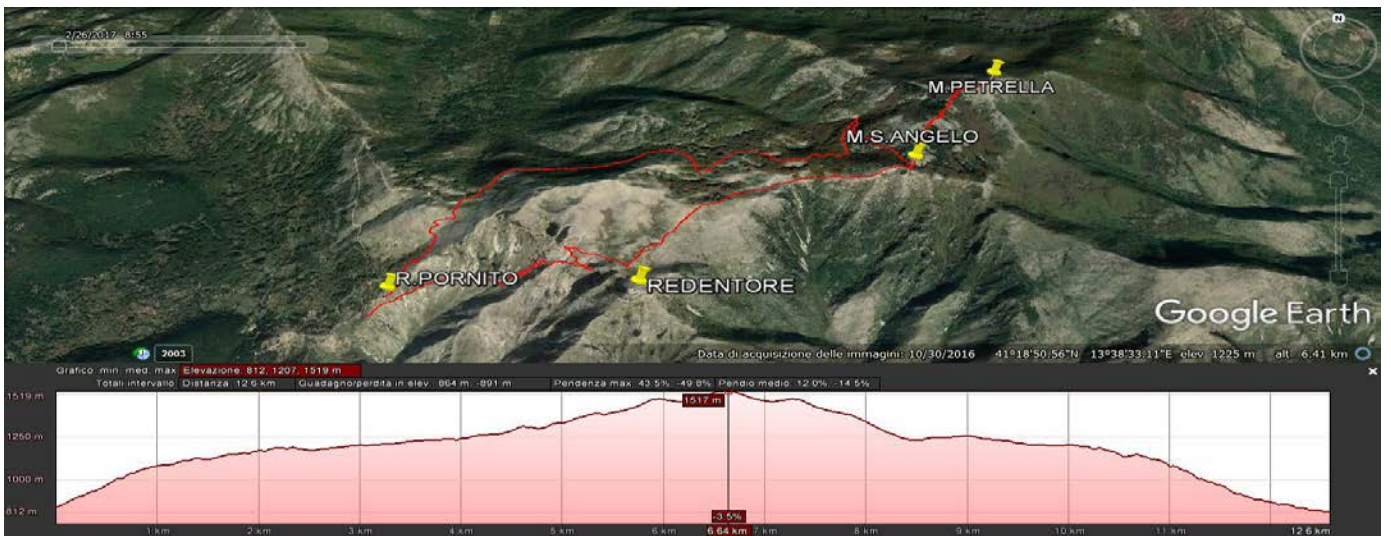 N
2/26/2017 8:55
M.PETRELLA
M.S.ANGELO
R.PORNITO
REDENTORE
Google Earth
2003
Data di acquisizione delle immagini: 10/30/2016 41°18'50.56"N 13°38'33.11"E elev 1225 m alt 6.41 km
Grafico: min, med, max Elevazione: 812, 1207, 1519 m
Totali intervallo: Distanza: 12.6 km Guadagno/perdita in elev.: 864 m, -891 m Pendenza max: 43.5%, -49.8% Pendio medio: 12.0%, -14.5%
1519 m
1517 m
1250 m
1000 m
812 m
-3.5%
1 km 2 km 3 km 4 km 5 km 6 km 6.64 km 7 km 8 km 9 km 10 km 11 km 12.6 km